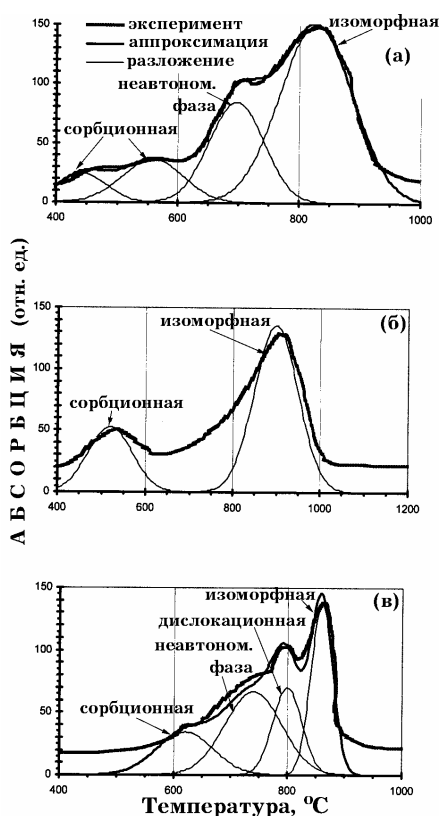 эксперимент
аппроксимация
разложение
изоморфная
(а)
неавтоном.
фаза
сорбционная
150
100
50
0
400
600
800
1000
(б)
изоморфная
сорбционная
150
100
50
0
400
600
800
1000
1200
(в)
изоморфная
дислокационная
неавтоном.
фаза
сорбционная
150
100
50
0
400
600
800
1000
АБСОРБЦИЯ (отн. ед.)
Температура, °С